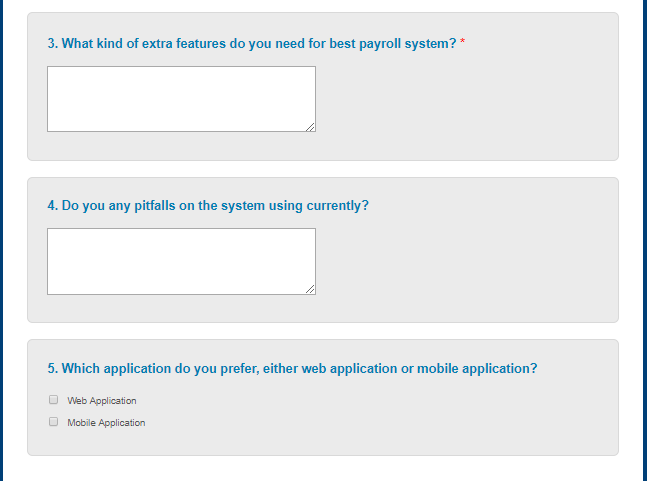 3. What kind of extra features do you need for best payroll system? *
4. Do you any pitfalls on the system using currently?
5. Which application do you prefer, either web application or mobile application?
Web Application
Mobile Application